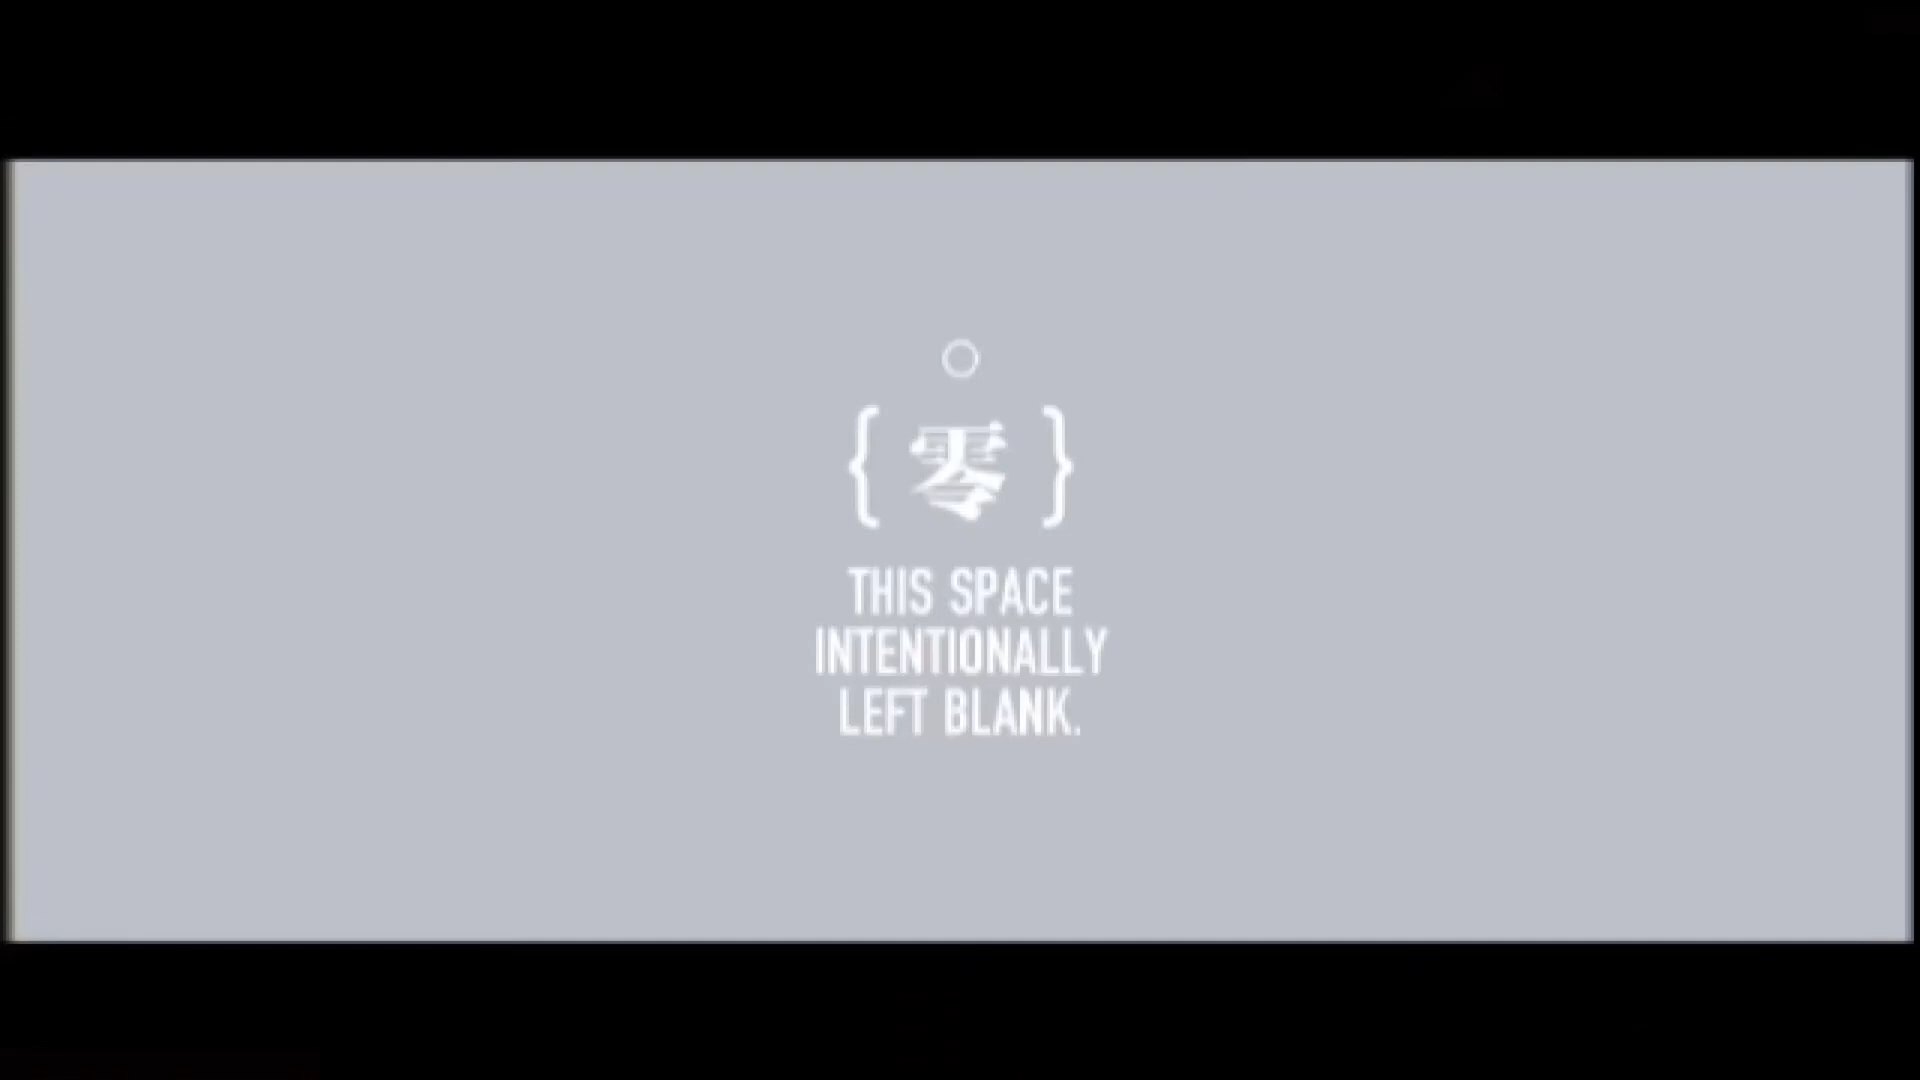 {零}
THIS SPACE
INTENTIONALLY
LEFT BLANK.